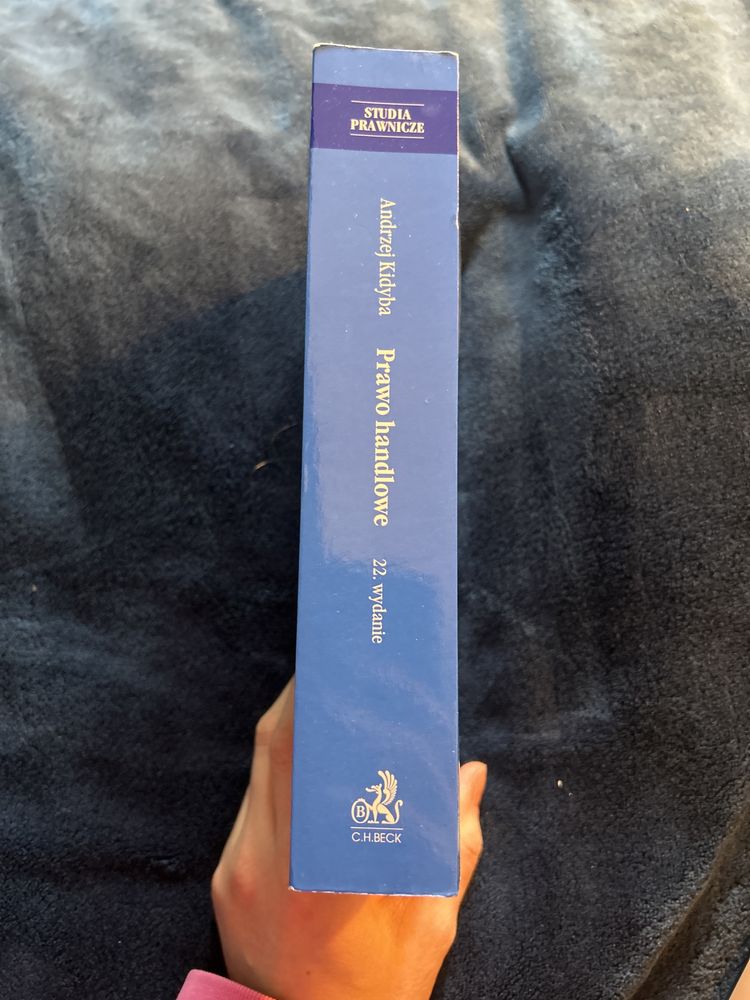 STUDIA
PRAWNICZE
Andrzej Kidyba
Prawo handlowe
22. wydanie
B
C.H.BECK